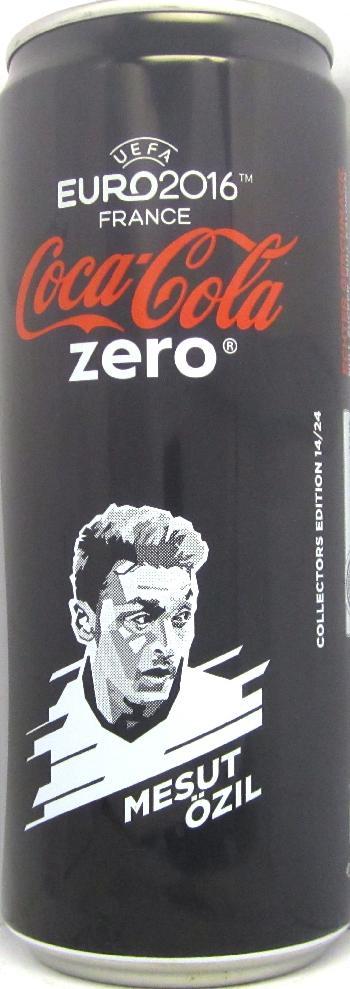 UEFA
EURO2016™
FRANCE
Coca-Cola
zero®
COLLECTORS EDITION 14/24
MESUT
ÖZIL